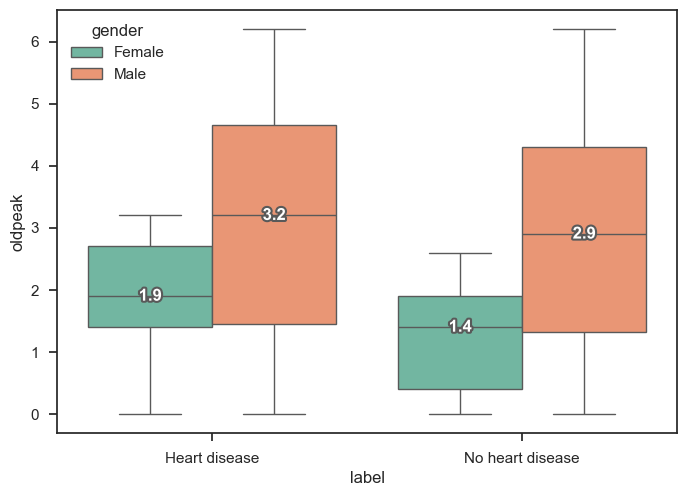 gender
Female
Male
6
5
4
3
2
1
0
oldpeak
1.9
3.2
1.4
2.9
Heart disease
No heart disease
label